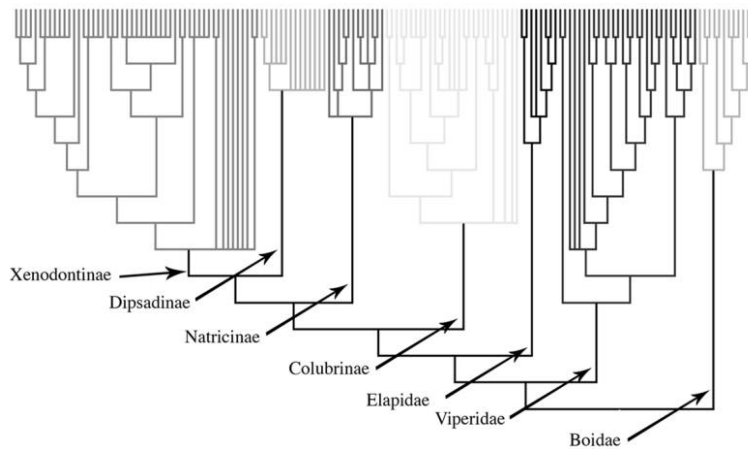 Xenodontinae
Dipsadinae
Natricinae
Colubrinae
Elapidae
Viperidae
Boidae